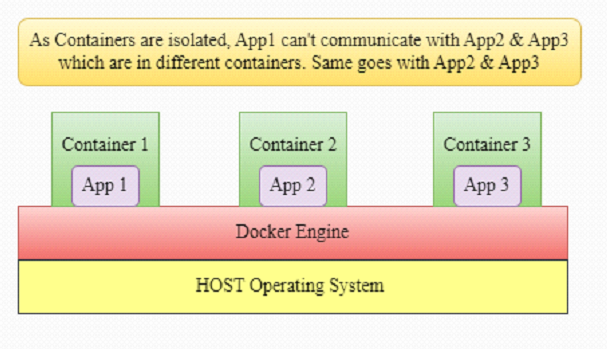 As Containers are isolated, App1 can't communicate with App2 & App3
which are in different containers. Same goes with App2 & App3
Container 1
Container 2
Container 3
App 1
App 2
App 3
Docker Engine
HOST Operating System